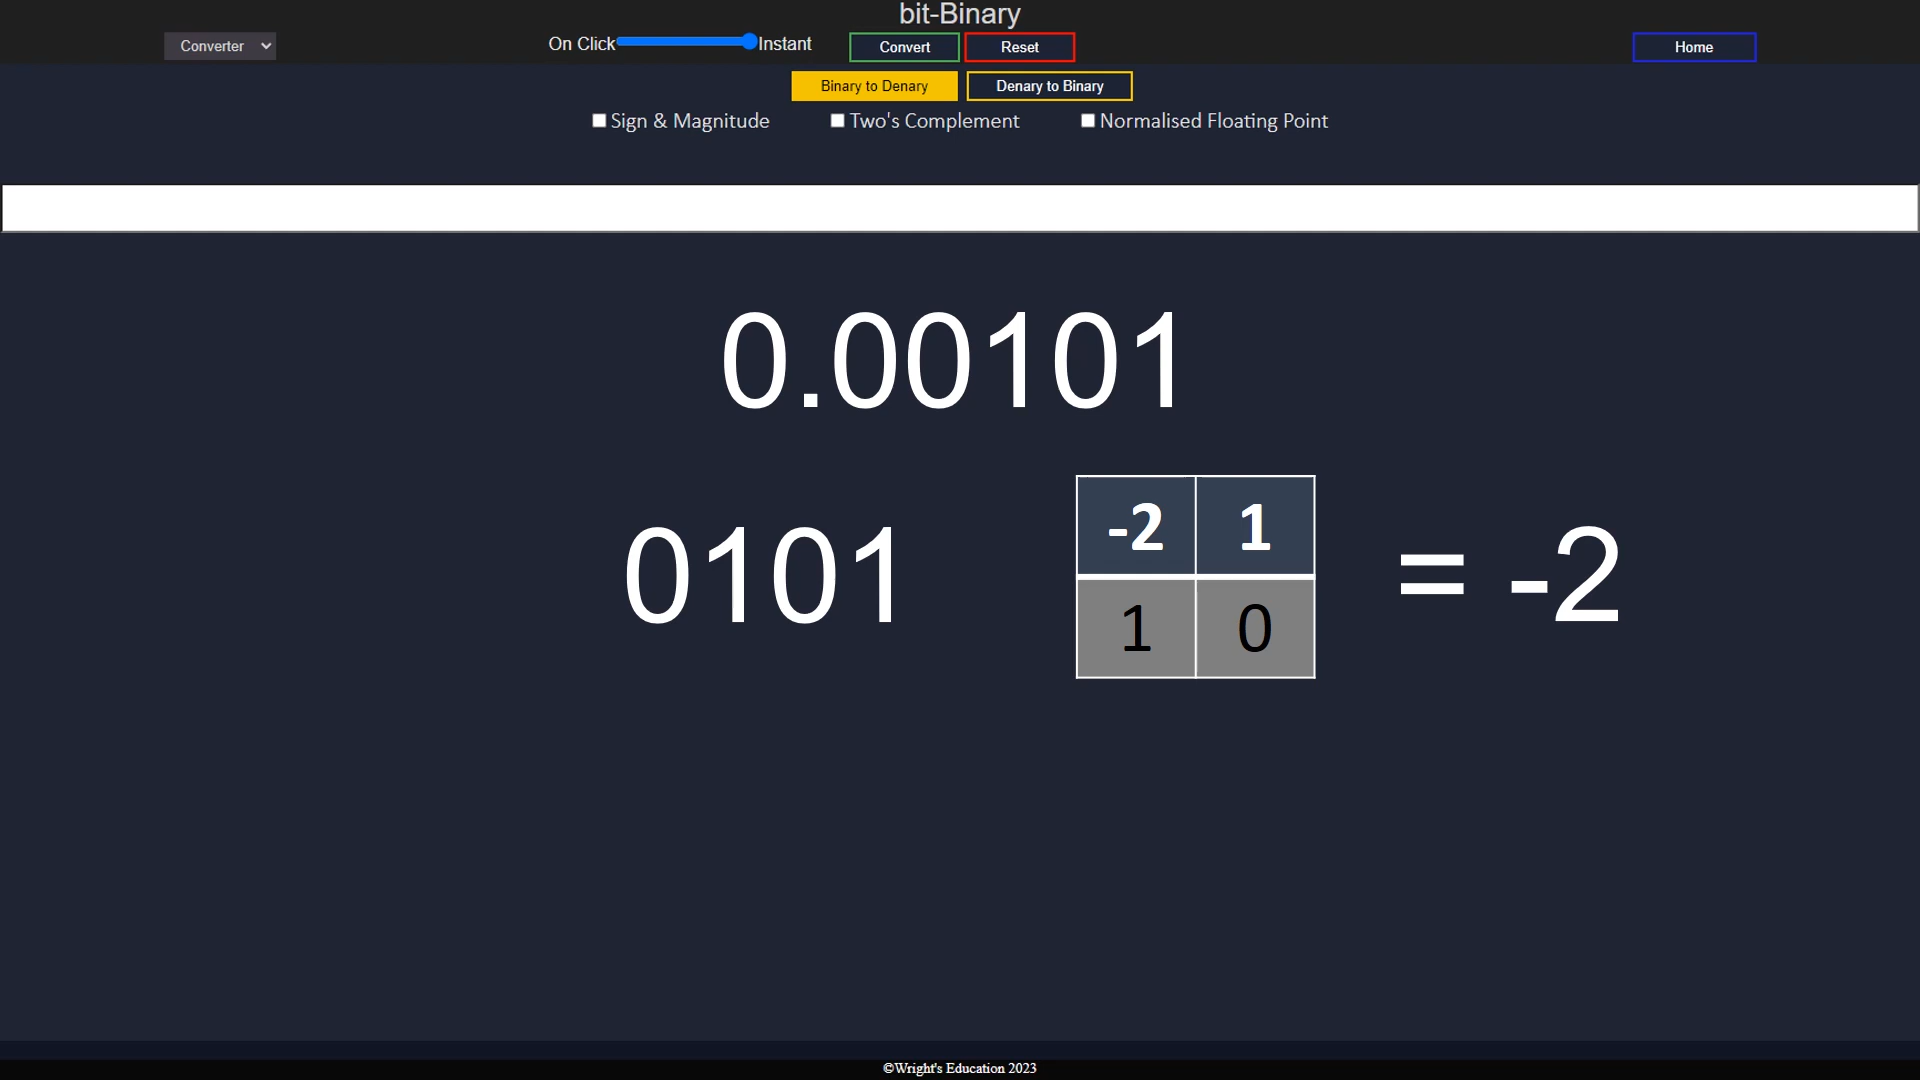 bit-Binary
Converter
On Click Instant
Convert
Reset
Home
Binary to Denary
Denary to Binary
Sign & Magnitude
Two's Complement
Normalised Floating Point
0.00101
0101
-2 1
1 0
= -2
©Wright's Education 2023